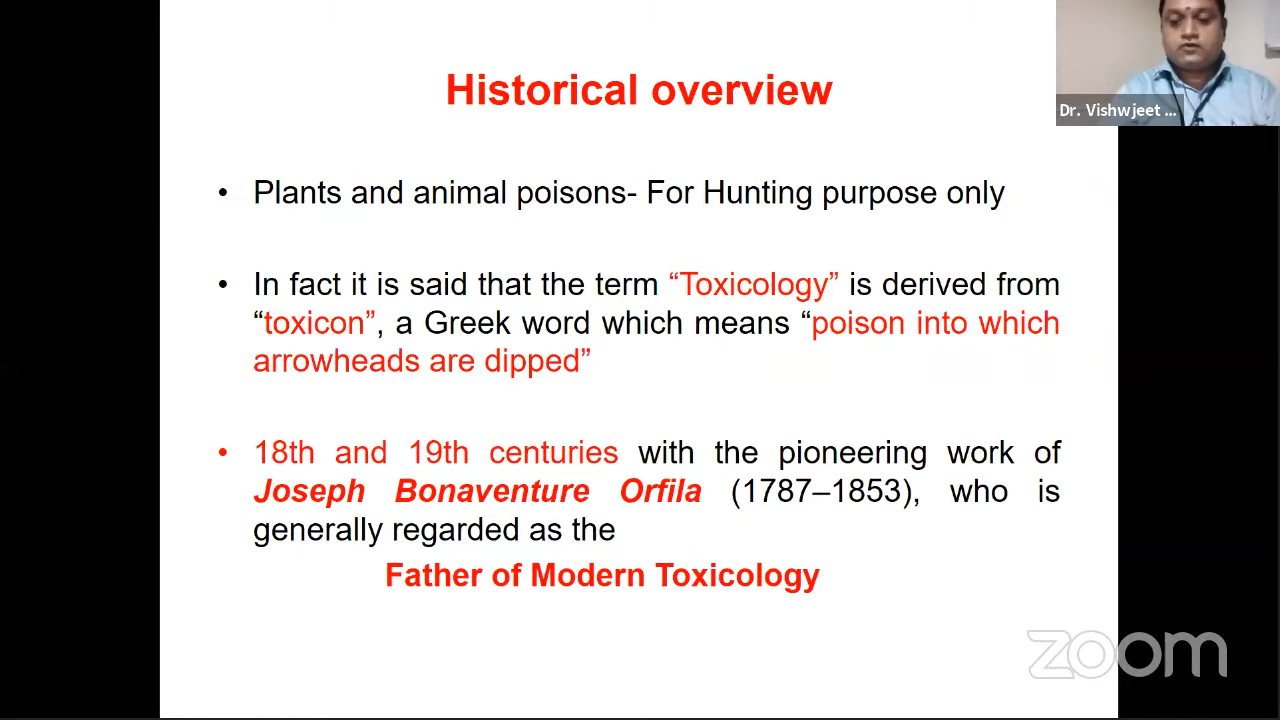 Historical overview
Dr. Vishwjeet ...
• Plants and animal poisons- For Hunting purpose only
• In fact it is said that the term “Toxicology” is derived from
“toxicon”, a Greek word which means “poison into which
arrowheads are dipped”
• 18th and 19th centuries with the pioneering work of
Joseph Bonaventure Orfila (1787–1853), who is
generally regarded as the
Father of Modern Toxicology
zoom